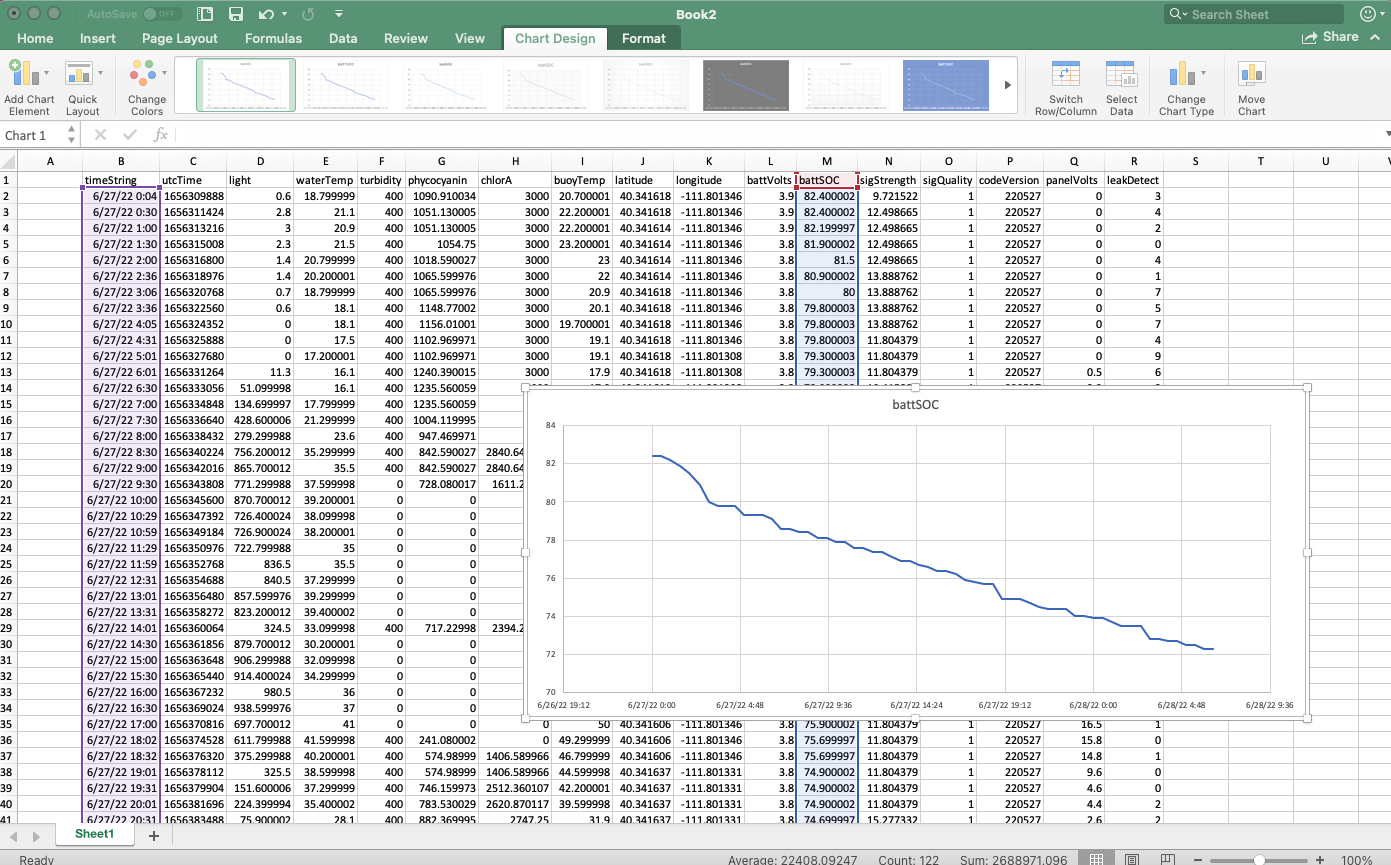 AutoSave OFF Book2 Search Sheet
Home Insert Page Layout Formulas Data Review View Chart Design Format Share
Add Chart Element Quick Layout Change Colors Switch Row/Column Select Data Change Chart Type Move Chart
Chart 1 fx
A B C D E F G H I J K L M N O P Q R S T U
1 timeString utcTime light waterTemp turbidity phycocyanin chlorA buoyTemp latitude longitude battVolts battSOC sigStrength sigQuality codeVersion panelVolts leakDetect
2 6/27/22 0:04 1656309888 0.6 18.799999 400 1090.910034 3000 20.700001 40.341618 -111.801346 3.9 82.400002 9.721522 1 220527 0 3
3 6/27/22 0:30 1656311424 2.8 21.1 400 1051.130005 3000 22.200001 40.341618 -111.801346 3.9 82.400002 12.498665 1 220527 0 4
4 6/27/22 1:00 1656313216 3 20.9 400 1051.130005 3000 22.200001 40.341614 -111.801346 3.9 82.199997 12.498665 1 220527 0 2
5 6/27/22 1:30 1656315008 2.3 21.5 400 1054.75 3000 23.200001 40.341614 -111.801346 3.8 81.900002 12.498665 1 220527 0 0
6 6/27/22 2:00 1656316800 1.4 20.799999 400 1018.590027 3000 23 40.341614 -111.801346 3.8 81.5 12.498665 1 220527 0 4
7 6/27/22 2:36 1656318976 1.4 20.200001 400 1065.599976 3000 22 40.341614 -111.801346 3.8 80.900002 13.888762 1 220527 0 1
8 6/27/22 3:06 1656320768 0.7 18.799999 400 1065.599976 3000 20.9 40.341614 -111.801346 3.8 80 13.888762 1 220527 0 7
9 6/27/22 3:36 1656322560 0.6 18.1 400 1148.77002 3000 20.1 40.341618 -111.801346 3.8 79.800003 13.888762 1 220527 0 5
10 6/27/22 4:05 1656324352 0 18.1 400 1156.01001 3000 19.700001 40.341618 -111.801346 3.8 79.800003 13.888762 1 220527 0 7
11 6/27/22 4:31 1656325888 0 17.5 400 1102.969971 3000 19.1 40.341618 -111.801346 3.8 79.800003 11.804379 1 220527 0 4
12 6/27/22 5:01 1656327680 0 17.200001 400 1102.969971 3000 19.1 40.341618 -111.801308 3.8 79.300003 11.804379 1 220527 0 9
13 6/27/22 6:01 1656331264 11.3 16.1 400 1240.390015 3000 17.9 40.341618 -111.801308 3.8 79.300003 11.804379 1 220527 0.5 6
14 6/27/22 6:30 1656333056 51.099998 16.1 400 1235.560059
15 6/27/22 7:00 1656334848 134.699997 17.799999 400 1235.560059
16 6/27/22 7:30 1656336640 428.600006 21.299999 400 1004.119995
17 6/27/22 8:00 1656338432 279.299988 23.6 400 947.469971
18 6/27/22 8:30 1656340224 756.200012 35.299999 400 842.590027 2840.64
19 6/27/22 9:00 1656342016 865.700012 35.5 400 842.590027 2840.64
20 6/27/22 9:30 1656343808 771.299988 37.599998 0 728.080017 1611.2
21 6/27/22 10:00 1656345600 870.700012 39.200001 0 0
22 6/27/22 10:29 1656347392 726.400024 38.099998 0 0
23 6/27/22 10:59 1656349184 726.900024 38.200001 0 0
24 6/27/22 11:29 1656350976 722.799988 35 0 0
25 6/27/22 11:59 1656352768 836.5 35.5 0 0
26 6/27/22 12:31 1656354688 840.5 37.299999 0 0
27 6/27/22 13:01 1656356480 857.599976 39.299999 0 0
28 6/27/22 13:31 1656358272 823.200012 39.400002 0 0
29 6/27/22 14:01 1656360064 324.5 33.099998 400 717.22998 2394.2
30 6/27/22 14:30 1656361856 879.700012 30.200001 0 0
31 6/27/22 15:00 1656363648 906.299988 32.099998 0 0
32 6/27/22 15:30 1656365440 914.400024 34.299999 0 0
33 6/27/22 16:00 1656367232 980.5 36 0 0
34 6/27/22 16:30 1656369024 938.599976 37 0 0
35 6/27/22 17:00 1656370816 697.700012 41 0 0 0 50 40.341606 -111.801346 3.8 75.900002 11.804379 1 220527 16.5 1
36 6/27/22 18:02 1656374528 611.799988 41.599998 400 241.080002 0 49.299999 40.341606 -111.801346 3.8 75.699997 11.804379 1 220527 15.8 0
37 6/27/22 18:32 1656376320 375.299988 40.200001 400 574.98999 1406.589966 46.799999 40.341606 -111.801346 3.8 75.699997 11.804379 1 220527 14.8 1
38 6/27/22 19:01 1656378112 325.5 38.599998 400 574.98999 1406.589966 44.599998 40.341637 -111.801331 3.8 74.900002 11.804379 1 220527 9.6 0
39 6/27/22 19:31 1656379904 151.600006 37.299999 400 746.159973 2512.360107 42.200001 40.341637 -111.801331 3.8 74.900002 11.804379 1 220527 4.6 0
40 6/27/22 20:01 1656381696 224.399994 35.400002 400 783.530029 2620.870117 39.599998 40.341637 -111.801331 3.8 74.900002 11.804379 1 220527 4.4 2
41 6/27/22 20:31 1656383488 75.900002 28.1 400 882.369995 2747.25 31.9 40.341637 -111.801331 3.8 74.699997 15.277332 1 220527 2.6 2
battSOC
84
82
80
78
76
74
72
70
6/26/22 19:12 6/27/22 0:00 6/27/22 4:48 6/27/22 9:36 6/27/22 14:24 6/27/22 19:12 6/28/22 0:00 6/28/22 4:48 6/28/22 9:36
Sheet1 +
Ready Average: 22408.09247 Count: 122 Sum: 2688971.096 100%